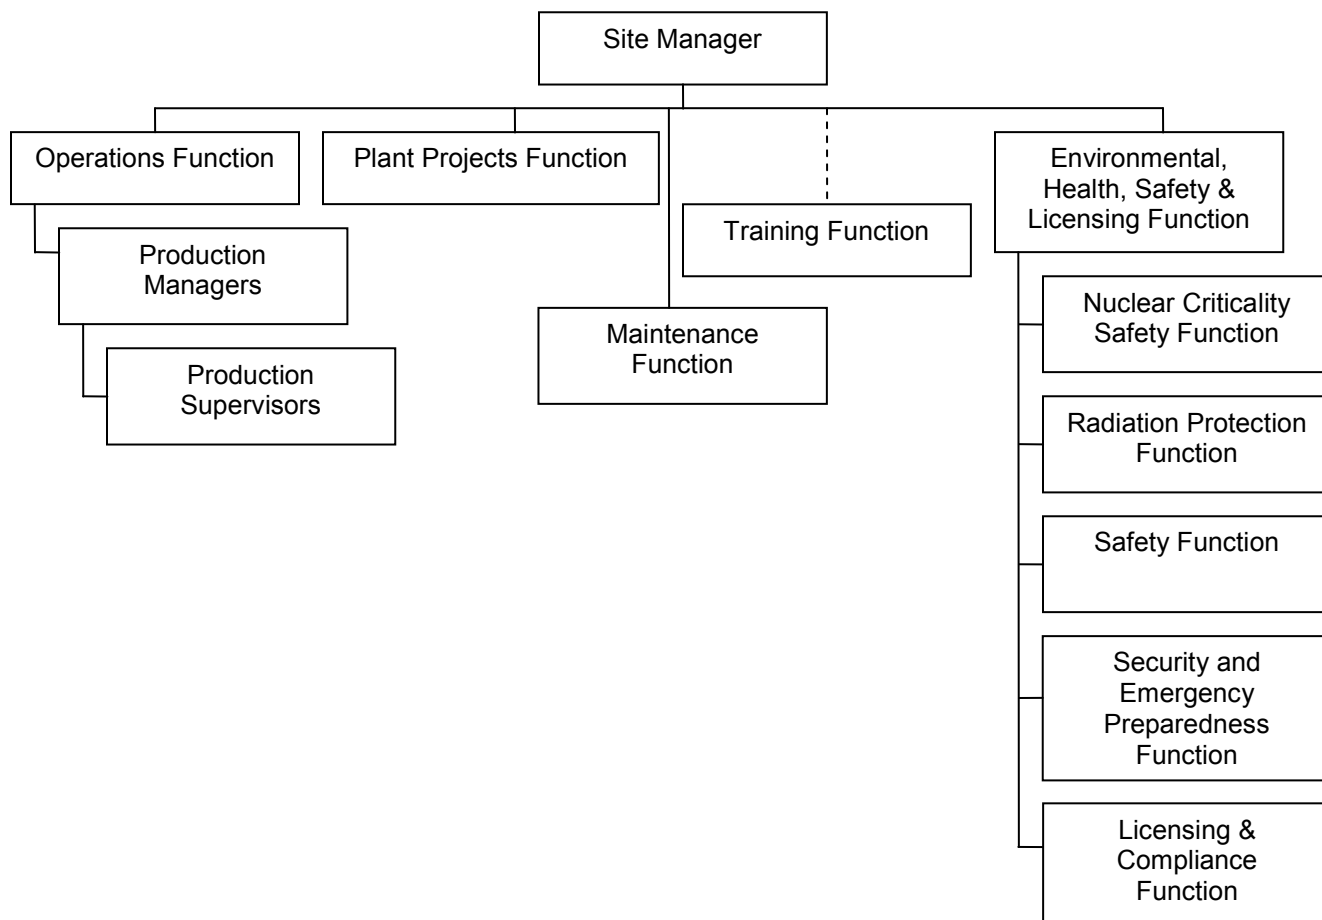 Site Manager
Operations Function
Plant Projects Function
Environmental,
Health, Safety &
Licensing Function
Training Function
Production
Managers
Nuclear Criticality
Safety Function
Maintenance
Function
Production
Supervisors
Radiation Protection
Function
Safety Function
Security and
Emergency
Preparedness
Function
Licensing &
Compliance
Function